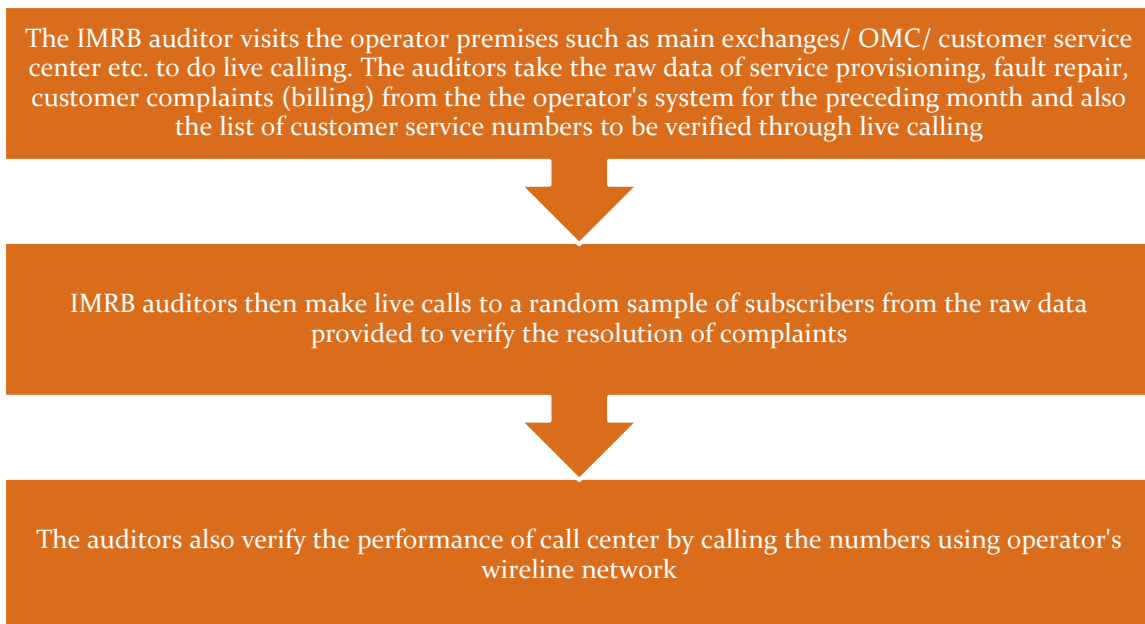 The IMRB auditor visits the operator premises such as main exchanges/ OMC/ customer service
center etc. to do live calling. The auditors take the raw data of service provisioning, fault repair,
customer complaints (billing) from the the operator's system for the preceding month and also
the list of customer service numbers to be verified through live calling
IMRB auditors then make live calls to a random sample of subscribers from the raw data
provided to verify the resolution of complaints
The auditors also verify the performance of call center by calling the numbers using operator's
wireline network